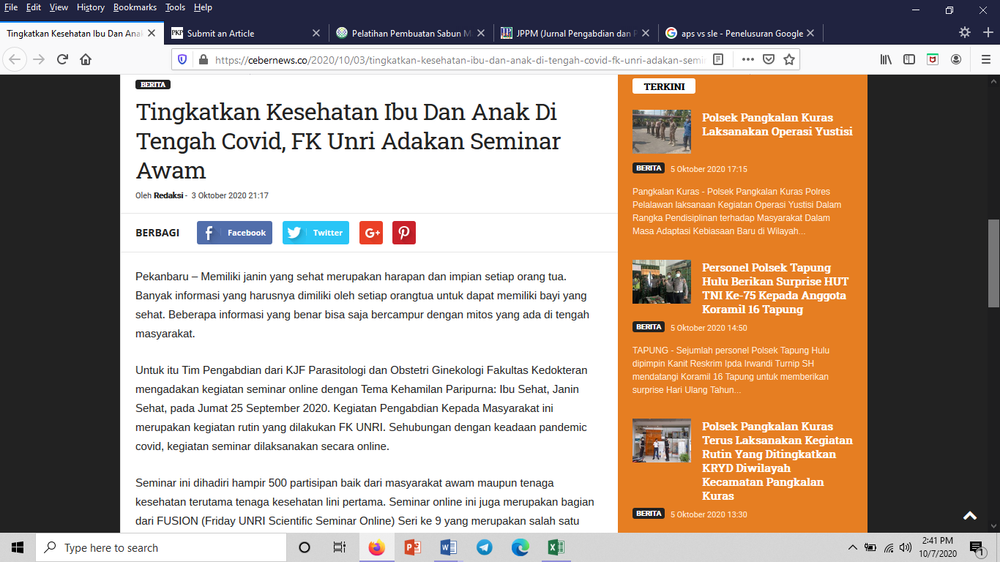 File Edit View History Bookmarks Tools Help
Tingkatkan Kesehatan Ibu Dan Ana
PKP Submit an Article
Pelatihan Pembuatan Sabun M
JPPM (Jurnal Pengabdian dan P
aps vs sle - Penelusuran Google
https://cebernews.co/2020/10/03/tingkatkan-kesehatan-ibu-dan-anak-di-tengah-covid-fk-unri-adakan-semin
BERITA
Tingkatkan Kesehatan Ibu Dan Anak Di
Tengah Covid, FK Unri Adakan Seminar
Awam
Oleh Redaksi - 3 Oktober 2020 21:17
BERBAGI
Facebook
Twitter
G+
Pekanbaru – Memiliki janin yang sehat merupakan harapan dan impian setiap orang tua.
Banyak informasi yang harusnya dimiliki oleh setiap orangtua untuk dapat memiliki bayi yang
sehat. Beberapa informasi yang benar bisa saja bercampur dengan mitos yang ada di tengah
masyarakat.
Untuk itu Tim Pengabdian dari KJF Parasitologi dan Obstetri Ginekologi Fakultas Kedokteran
mengadakan kegiatan seminar online dengan Tema Kehamilan Paripurna: Ibu Sehat, Janin
Sehat, pada Jumat 25 September 2020. Kegiatan Pengabdian Kepada Masyarakat ini
merupakan kegiatan rutin yang dilakukan FK UNRI. Sehubungan dengan keadaan pandemic
covid, kegiatan seminar dilaksanakan secara online.
Seminar ini dihadiri hampir 500 partisipan baik dari masyarakat awam maupun tenaga
kesehatan terutama tenaga kesehatan lini pertama. Seminar online ini juga merupakan bagian
dari FUSION (Friday UNRI Scientific Seminar Online) Seri ke 9 yang merupakan salah satu
TERKINI
Polsek Pangkalan Kuras
Laksanakan Operasi Yustisi
BERITA 5 Oktober 2020 17:15
Pangkalan Kuras - Polsek Pangkalan Kuras Polres
Pelalawan laksanaan Kegiatan Operasi Yustisi Dalam
Rangka Pendisiplinan terhadap Masyarakat Dalam
Masa Adaptasi Kebiasaan Baru di Wilayah...
Personel Polsek Tapung
Hulu Berikan Surprise HUT
TNI Ke-75 Kepada Anggota
Koramil 16 Tapung
BERITA 5 Oktober 2020 14:50
TAPUNG - Sejumlah personel Polsek Tapung Hulu
dipimpin Kanit Reskrim Ipda Irwandi Turnip SH
mendatangi Koramil 16 Tapung untuk memberikan
surprise Hari Ulang Tahun...
Polsek Pangkalan Kuras
Terus Laksanakan Kegiatan
Rutin Yang Ditingkatkan
KRYD Diwilayah
Kecamatan Pangkalan
Kuras
BERITA 5 Oktober 2020 13:30
Type here to search
2:41 PM
10/7/2020
1